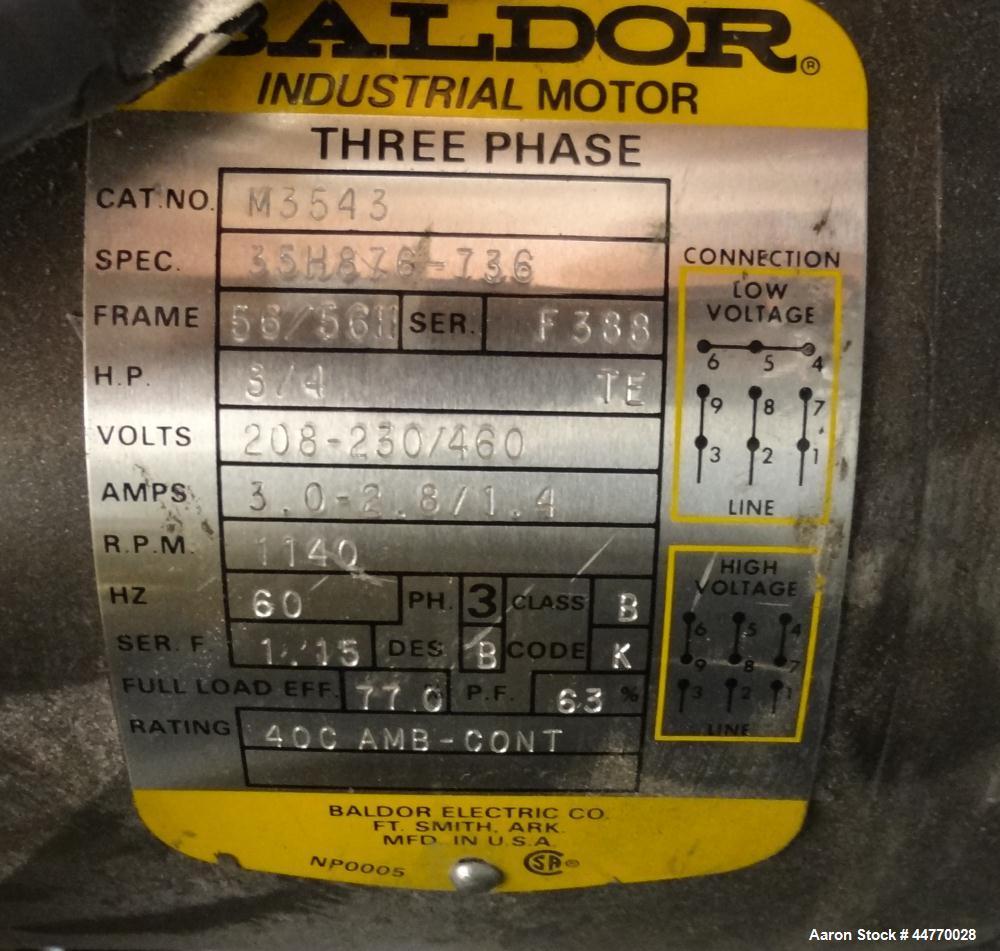 BALDOR®
INDUSTRIAL MOTOR
THREE PHASE
CAT.NO. M3543
SPEC. 35H876-736
FRAME 56/56H SER. F388
H.P. 3/4 TE
VOLTS 208-230/460
AMPS 3.0-2.8/1.4
R.P.M. 1140
HZ 60 PH. 3 CLASS B
SER. F. 1.15 DES B CODE K
FULL LOAD EFF. 77.0 P.F. 63 %
RATING 40C AMB-CONT
CONNECTION
LOW
VOLTAGE
6 5 4
9 8 7
3 2 1
LINE
HIGH
VOLTAGE
6 5 4
9 8 7
3 2 1
LINE
BALDOR ELECTRIC CO.
FT. SMITH, ARK.
MFD. IN U.S.A.
NP0005 SA®
Aaron Stock # 44770028